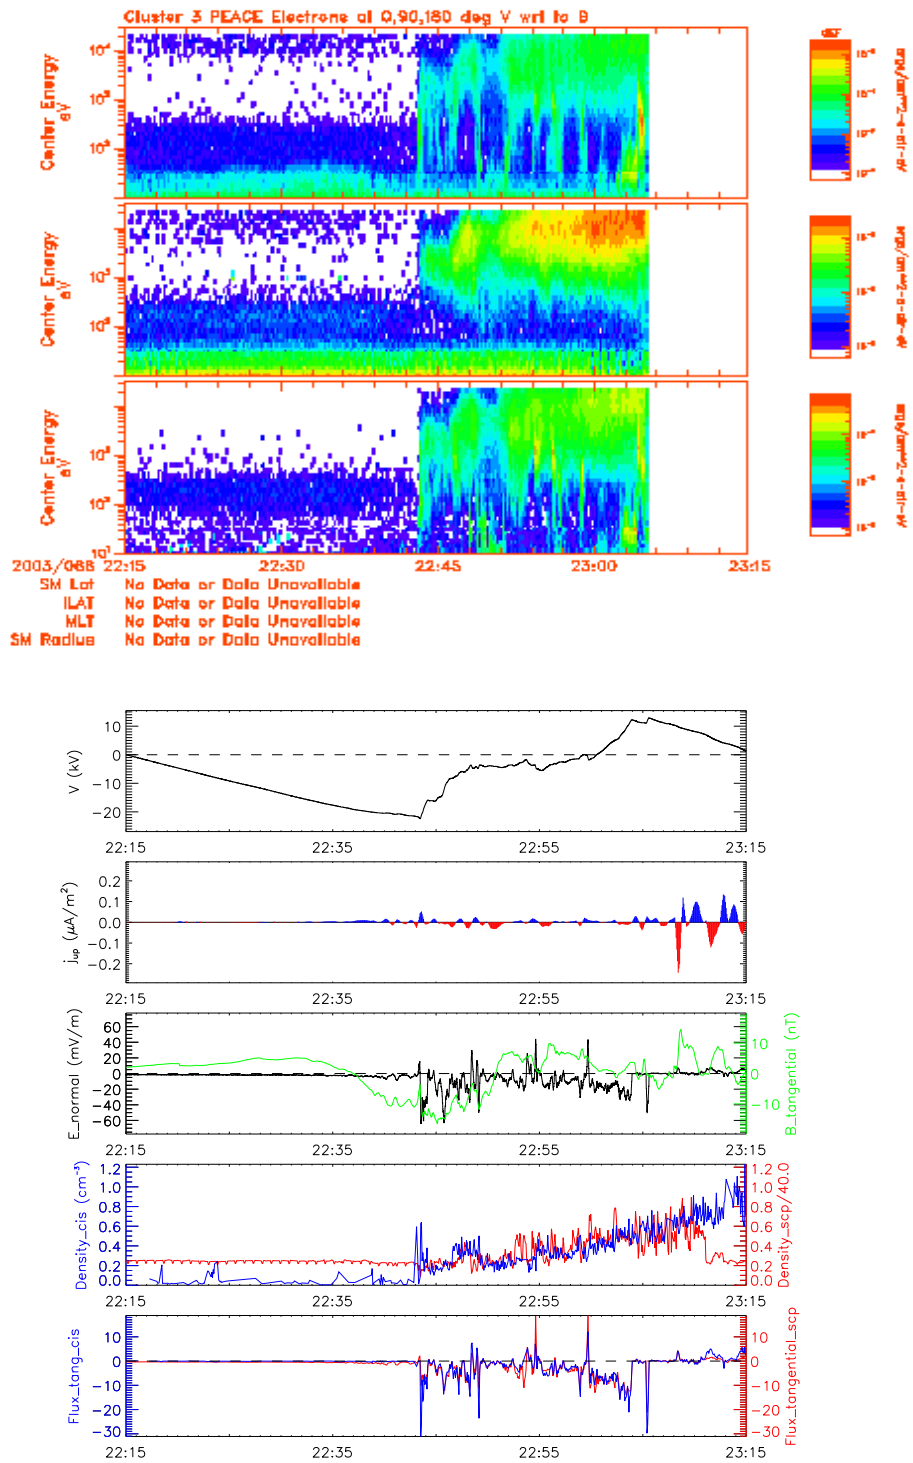 Cluster 3 PEACE Electrons at 0,90,180 deg V wrt to B
Center Energy
eV
10⁴
10³
10²
Center Energy
eV
10³
10²
Center Energy
eV
10³
10²
10¹
2003/066 22:15 22:30 22:45 23:00 23:15
SM Lat No Data or Data Unavailable
ILAT No Data or Data Unavailable
MLT No Data or Data Unavailable
SM Radius No Data or Data Unavailable
V (kV)
10
0
−10
−20
22:15 22:35 22:55 23:15
j_up (μA/m²)
0.2
0.1
0.0
−0.1
−0.2
22:15 22:35 22:55 23:15
E_normal (mV/m)
60
40
20
0
−20
−40
−60
B_tangential (nT)
10
0
−10
22:15 22:35 22:55 23:15
Density_cis (cm⁻³)
1.2
1.0
0.8
0.6
0.4
0.2
0.0
Density_scp/40.0
1.2
1.0
0.8
0.6
0.4
0.2
0.0
22:15 22:35 22:55 23:15
Flux_tang_cis
10
0
−10
−20
−30
Flux_tangential_scp
10
0
−10
−20
−30
22:15 22:35 22:55 23:15